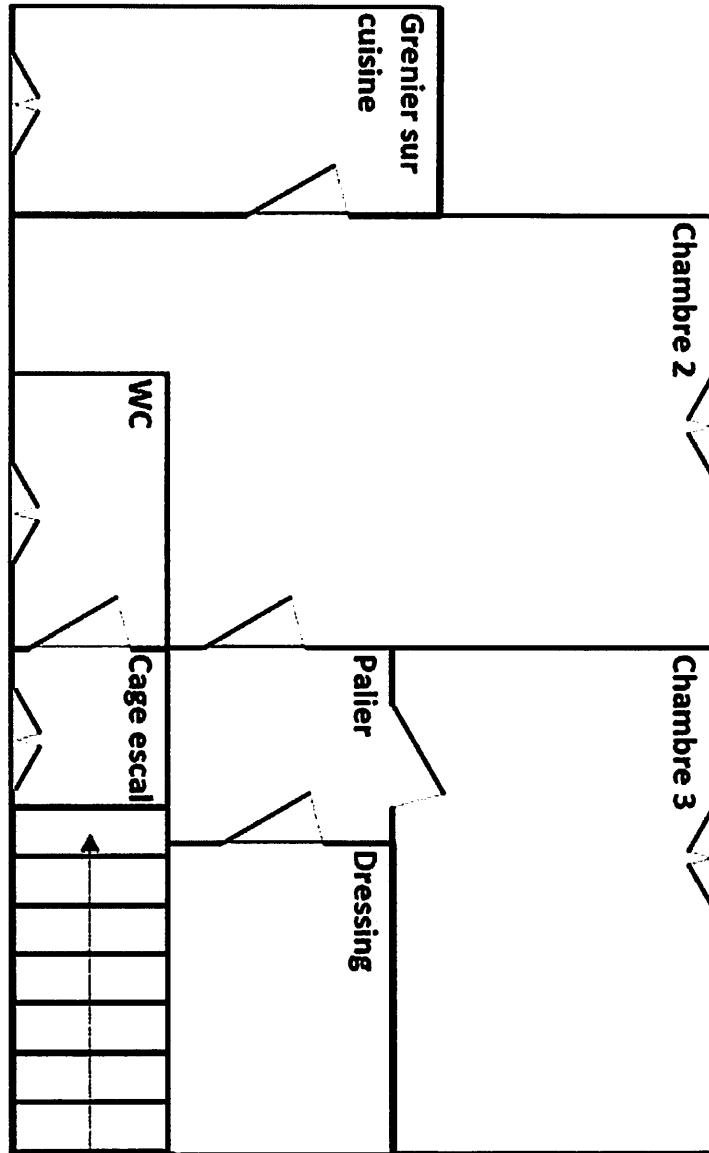 Grenier sur
cuisine
Chambre 2
WC
Cage escal
Palier
Chambre 3
Dressing